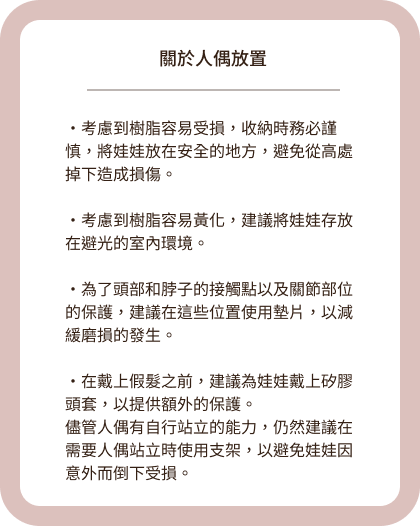 關於人偶放置
・考慮到樹脂容易受損，收納時務必謹
慎，將娃娃放在安全的地方，避免從高處
掉下造成損傷。
・考慮到樹脂容易黃化，建議將娃娃存放
在避光的室內環境。
・為了頭部和脖子的接觸點以及關節部位
的保護，建議在這些位置使用墊片，以減
緩磨損的發生。
・在戴上假髮之前，建議為娃娃戴上矽膠
頭套，以提供額外的保護。
儘管人偶有自行站立的能力，仍然建議在
需要人偶站立時使用支架，以避免娃娃因
意外而倒下受損。